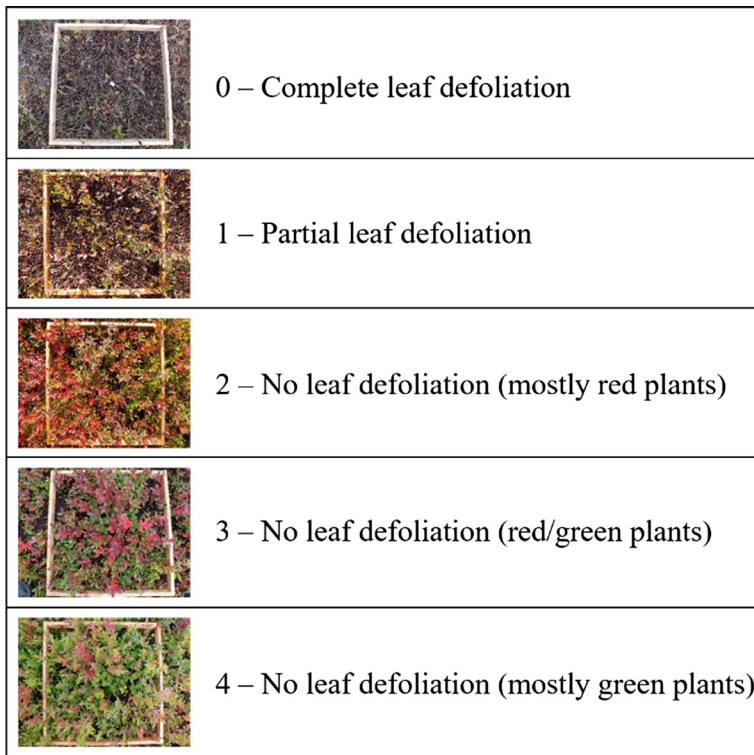 0 – Complete leaf defoliation
1 – Partial leaf defoliation
2 – No leaf defoliation (mostly red plants)
3 – No leaf defoliation (red/green plants)
4 – No leaf defoliation (mostly green plants)